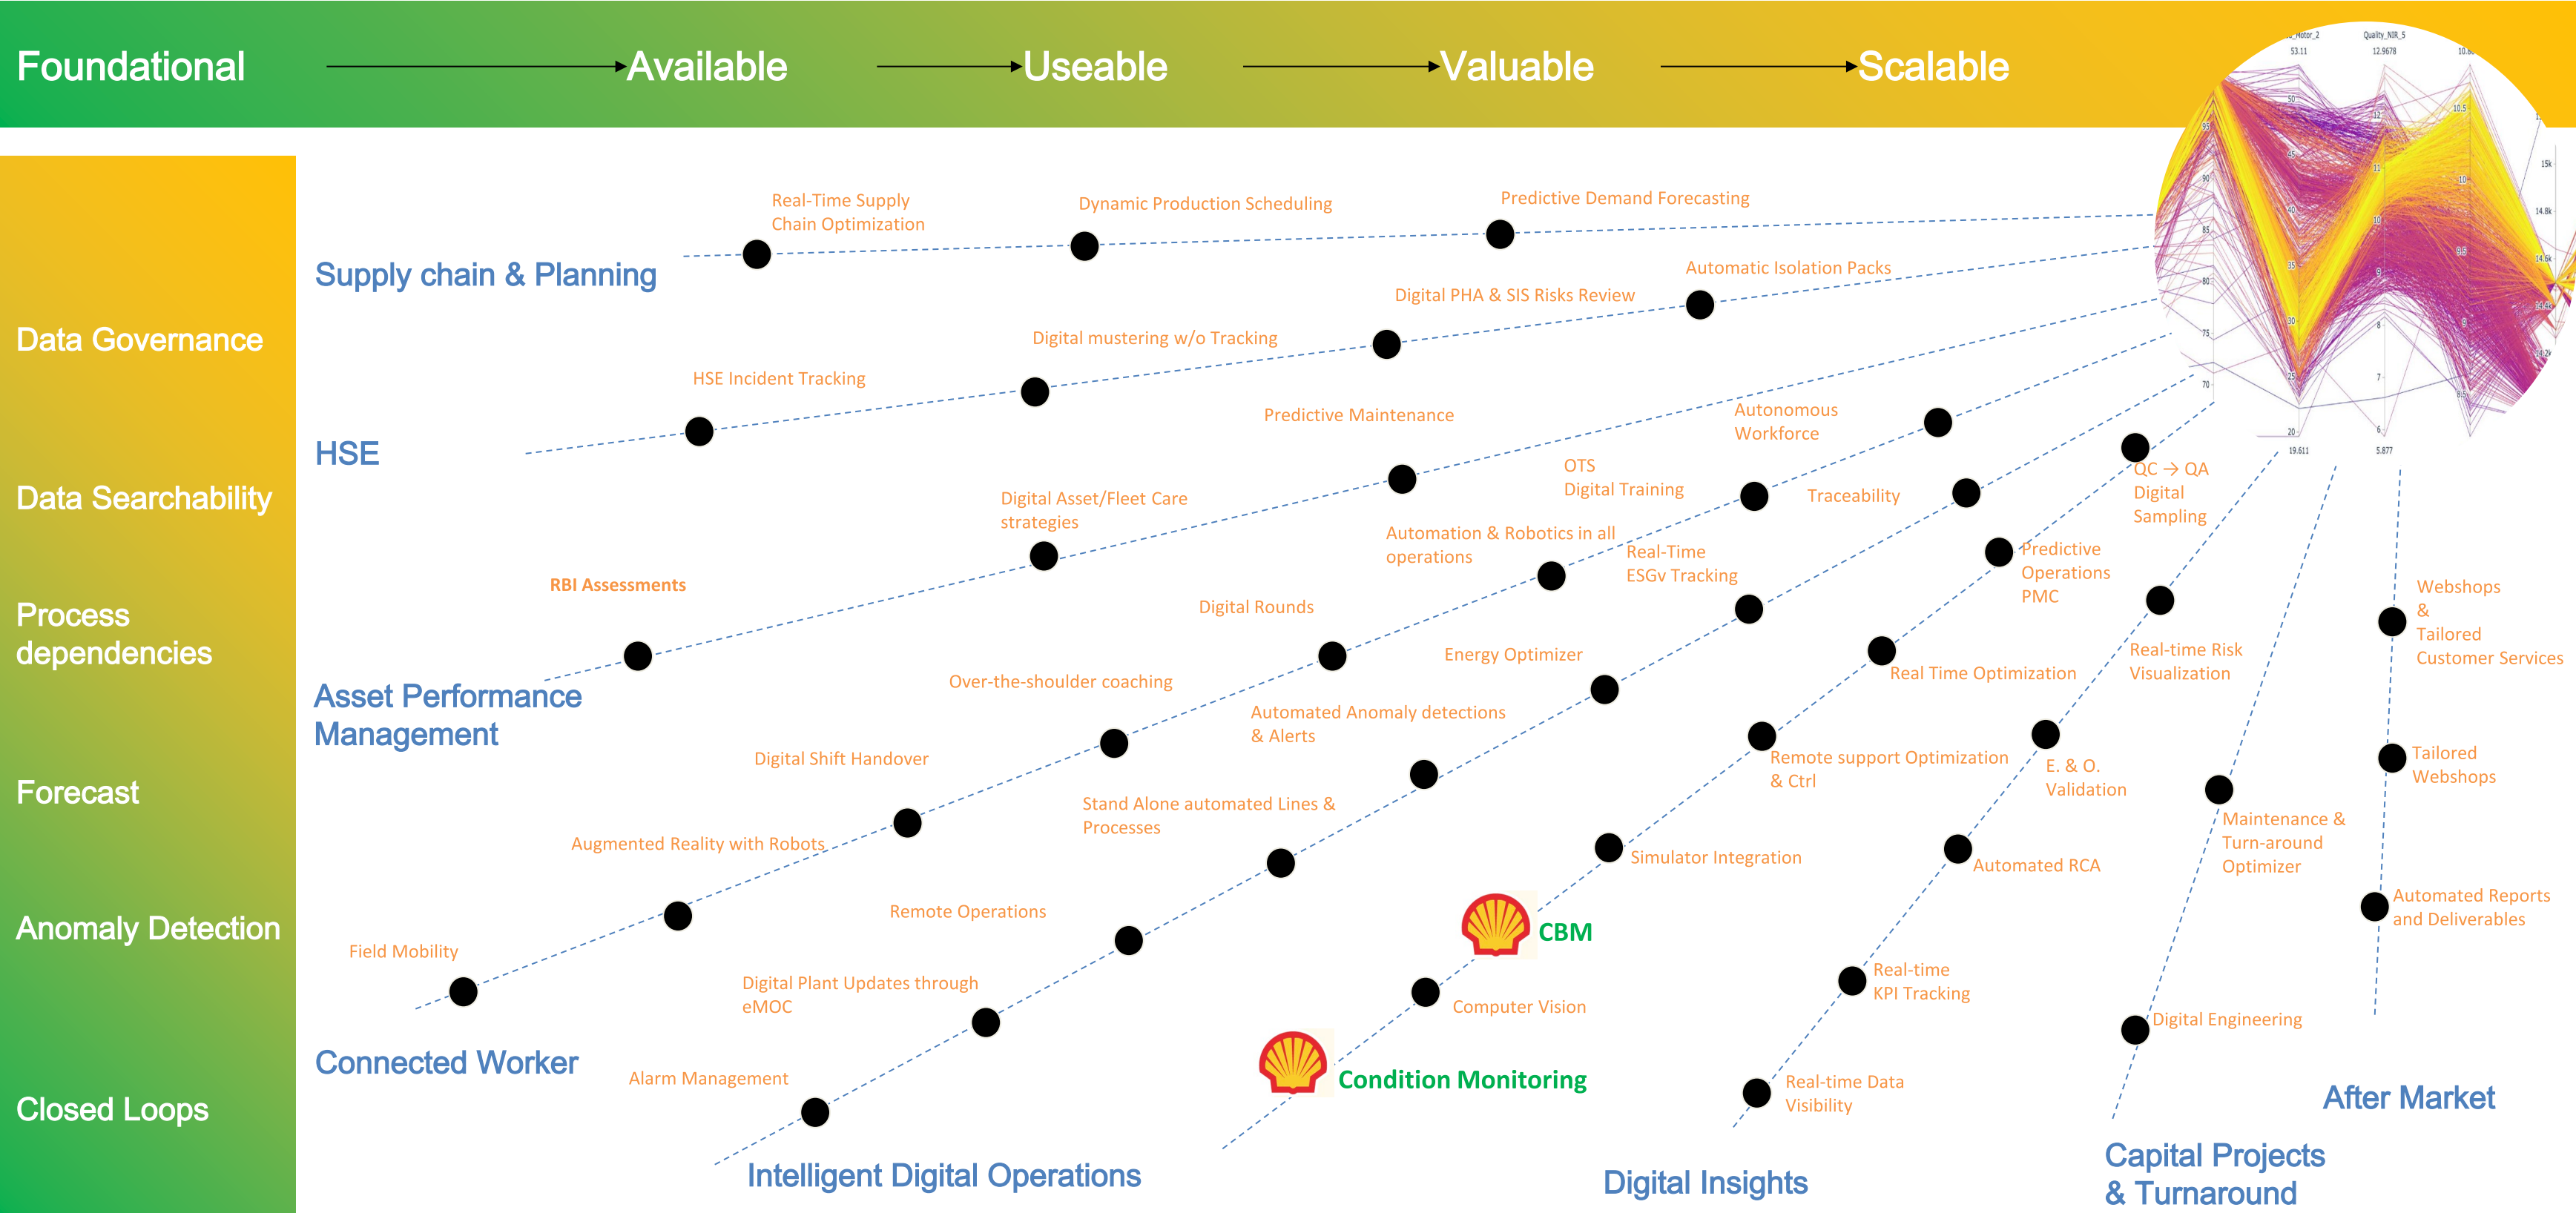 Foundational
Available
Useable
Valuable
Scalable
Data Governance
Data Searchability
Process
dependencies
Forecast
Anomaly Detection
Closed Loops
Supply chain & Planning
Real-Time Supply
Chain Optimization
Dynamic Production Scheduling
Predictive Demand Forecasting
HSE
HSE Incident Tracking
Digital mustering w/o Tracking
Digital PHA & SIS Risks Review
Automatic Isolation Packs
Asset Performance
Management
RBI Assessments
Digital Asset/Fleet Care
strategies
Predictive Maintenance
Connected Worker
Field Mobility
Augmented Reality with Robots
Digital Shift Handover
Over-the-shoulder coaching
Digital Rounds
Automation & Robotics in all
operations
OTS
Digital Training
Autonomous
Workforce
Intelligent Digital Operations
Alarm Management
Digital Plant Updates through
eMOC
Remote Operations
Stand Alone automated Lines &
Processes
Automated Anomaly detections
& Alerts
Energy Optimizer
Real-Time
ESGv Tracking
Traceability
Condition Monitoring
Computer Vision
CBM
Simulator Integration
Remote support Optimization
& Ctrl
Real Time Optimization
Predictive
Operations
PMC
QC → QA
Digital
Sampling
Digital Insights
Real-time Data
Visibility
Real-time
KPI Tracking
Automated RCA
E. & O.
Validation
Real-time Risk
Visualization
Capital Projects
& Turnaround
Digital Engineering
Maintenance &
Turn-around
Optimizer
After Market
Automated Reports
and Deliverables
Tailored
Webshops
Webshops
&
Tailored
Customer Services
Quality_NIR_5
53.11
12.9678
19.611
5.877